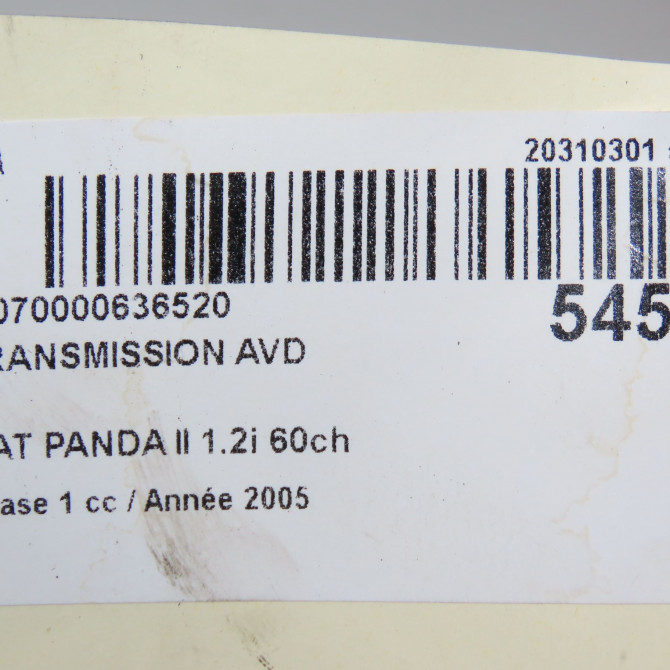 20310301
070000636520
545
RANSMISSION AVD
AT PANDA II 1.2i 60ch
ase 1 cc / Année 2005